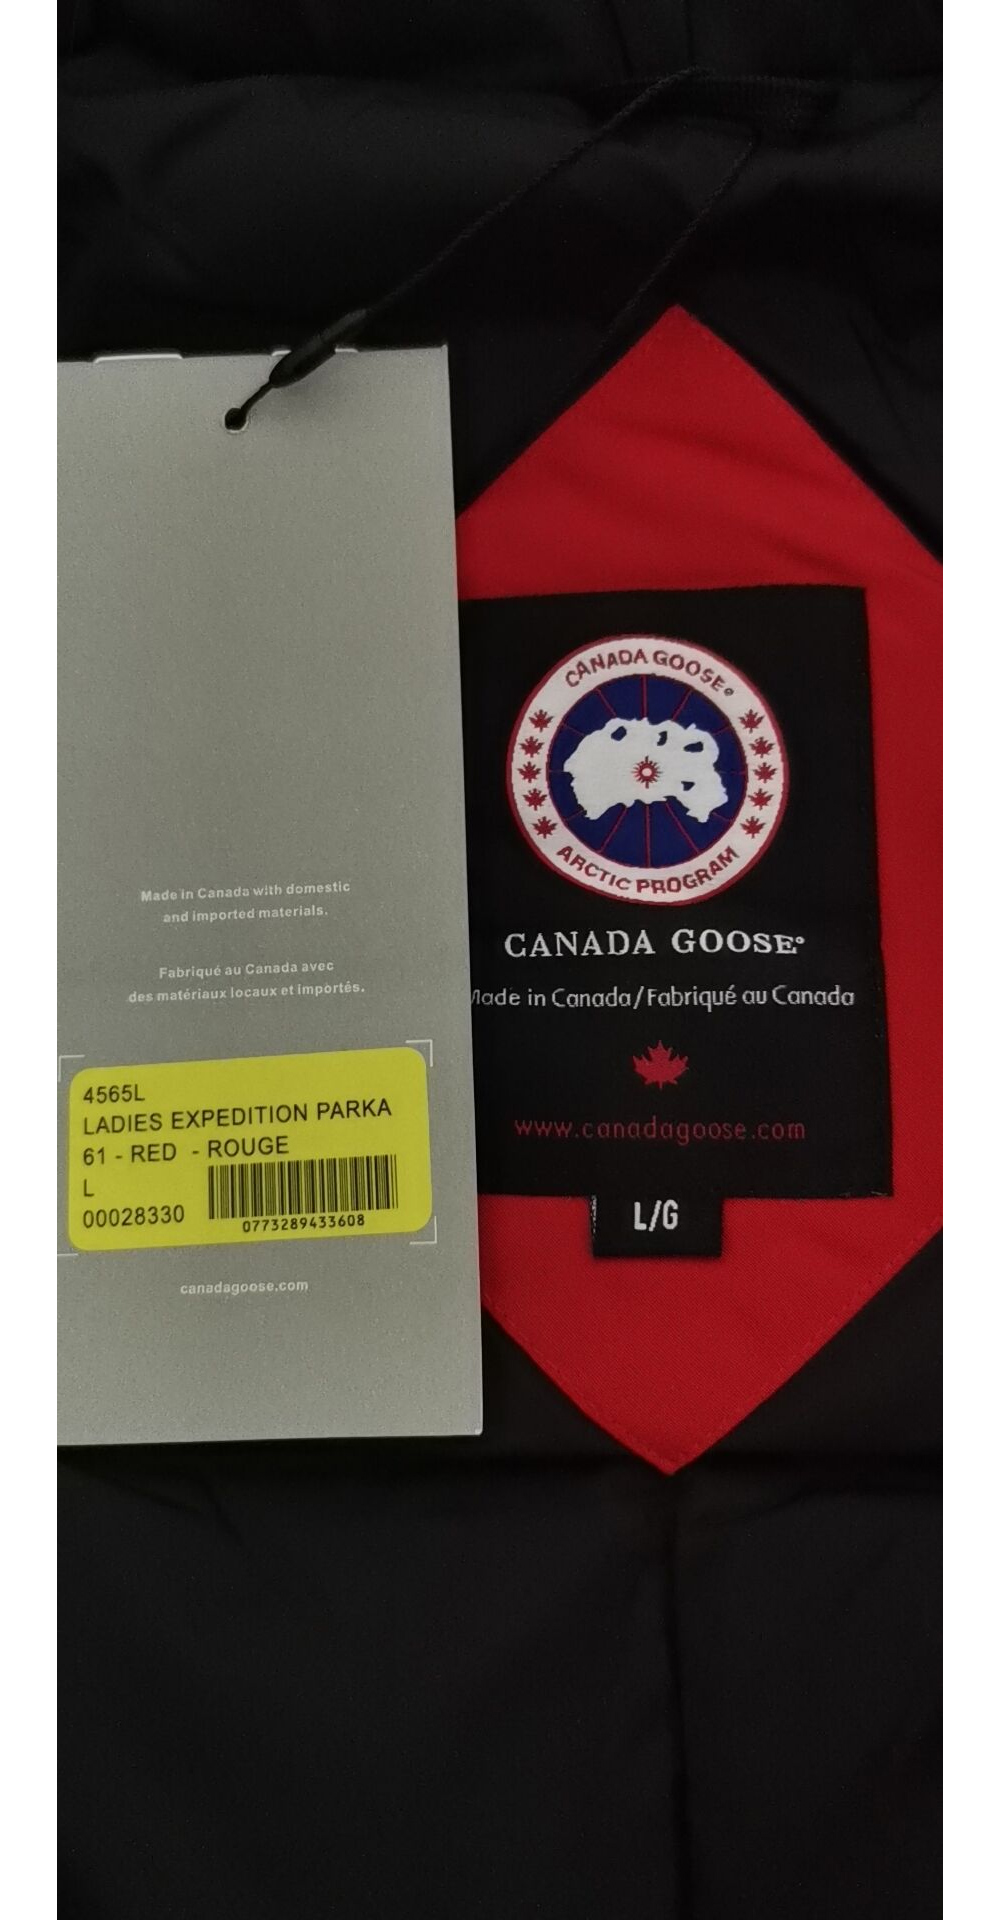 Made in Canada with domestic
and imported materials.
Fabriqué au Canada avec
des matériaux locaux et importés.
4565L
LADIES EXPEDITION PARKA
61 - RED - ROUGE
L
00028330
0773289433608
canadagoose.com
CANADA GOOSE®
ARCTIC PROGRAM
CANADA GOOSE®
Made in Canada/Fabriqué au Canada
www.canadagoose.com
L/G